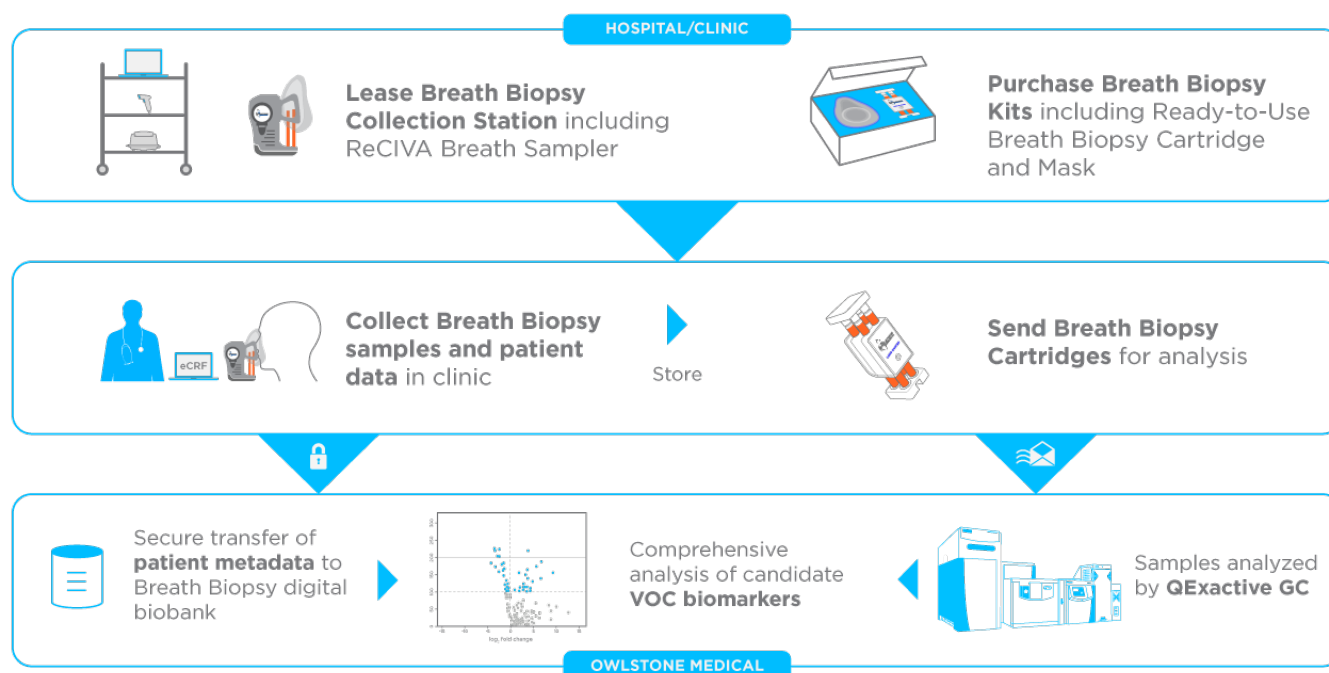 HOSPITAL/CLINIC
Lease Breath Biopsy
Collection Station including
ReCIVA Breath Sampler
Purchase Breath Biopsy
Kits including Ready-to-Use
Breath Biopsy Cartridge
and Mask
eCRF
Collect Breath Biopsy
samples and patient
data in clinic
Store
Send Breath Biopsy
Cartridges for analysis
Secure transfer of
patient metadata to
Breath Biopsy digital
biobank
log₂ fold change
Comprehensive
analysis of candidate
VOC biomarkers
Samples analyzed
by QExactive GC
OWLSTONE MEDICAL